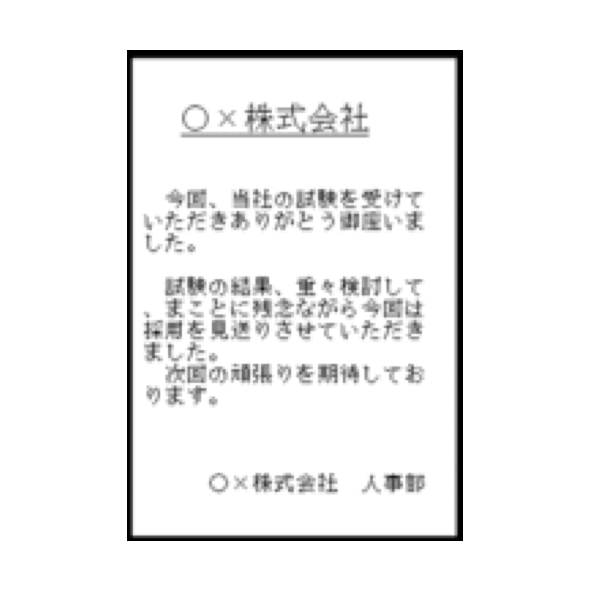 ○×株式会社
今回、当社の試験を受けて
いただきありがとう御座いま
した。
試験の結果、重々検討して
、まことに残念ながら今回は
採用を見送りさせていただき
ました。
次回の頑張りを期待してお
ります。
○×株式会社　人事部